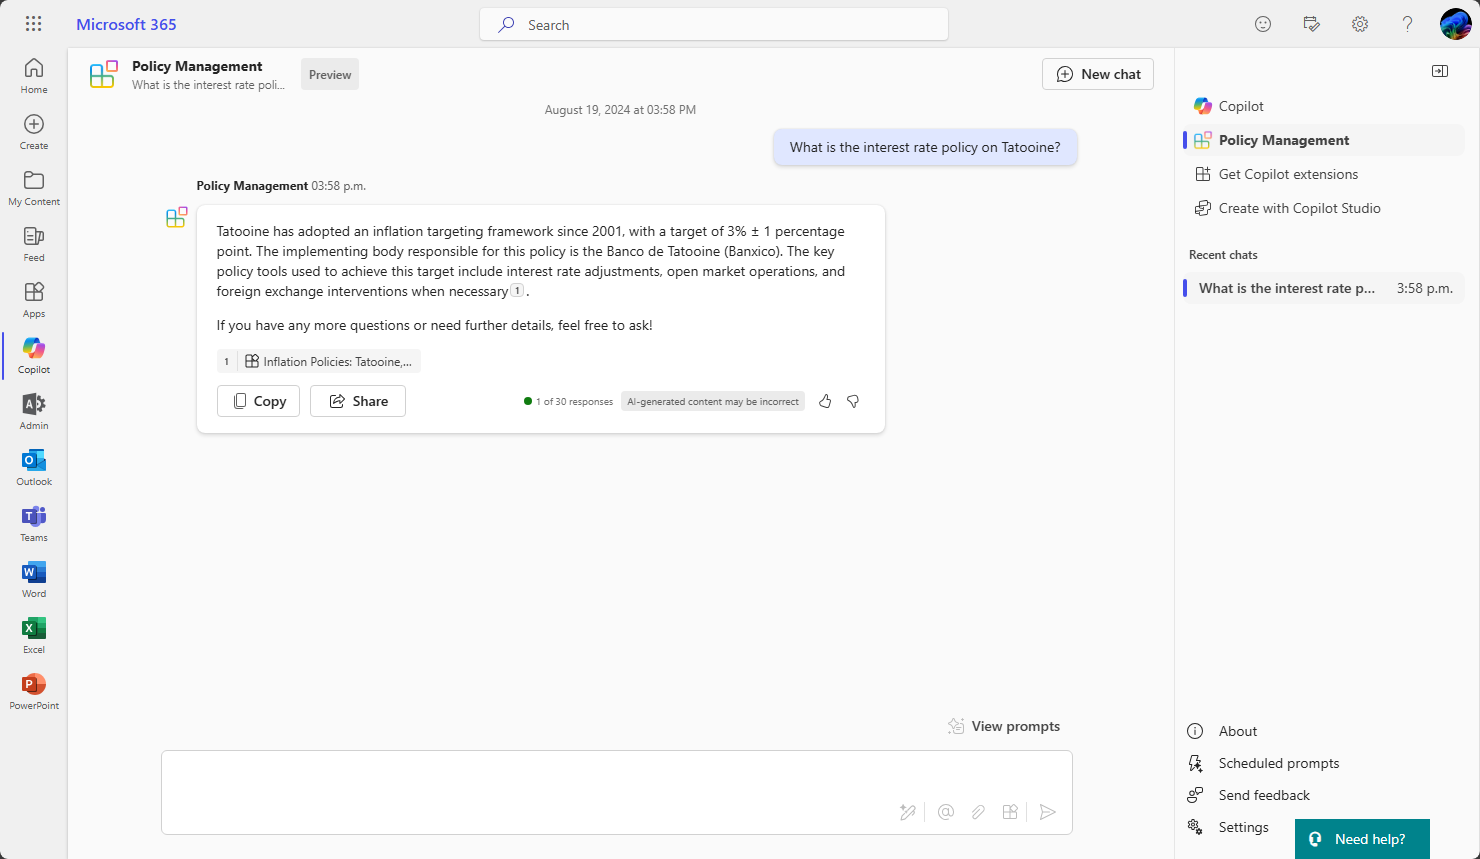 Microsoft 365
Search
Home
Create
My Content
Feed
Apps
Copilot
Admin
Outlook
Teams
Word
Excel
PowerPoint
Policy Management
What is the interest rate poli...
Preview
New chat
August 19, 2024 at 03:58 PM
What is the interest rate policy on Tatooine?
Policy Management 03:58 p.m.
Tatooine has adopted an inflation targeting framework since 2001, with a target of 3% ± 1 percentage
point. The implementing body responsible for this policy is the Banco de Tatooine (Banxico). The key
policy tools used to achieve this target include interest rate adjustments, open market operations, and
foreign exchange interventions when necessary 1 .
If you have any more questions or need further details, feel free to ask!
1 Inflation Policies: Tatooine,...
Copy
Share
1 of 30 responses
AI-generated content may be incorrect
View prompts
Copilot
Policy Management
Get Copilot extensions
Create with Copilot Studio
Recent chats
What is the interest rate p... 3:58 p.m.
About
Scheduled prompts
Send feedback
Settings
Need help?